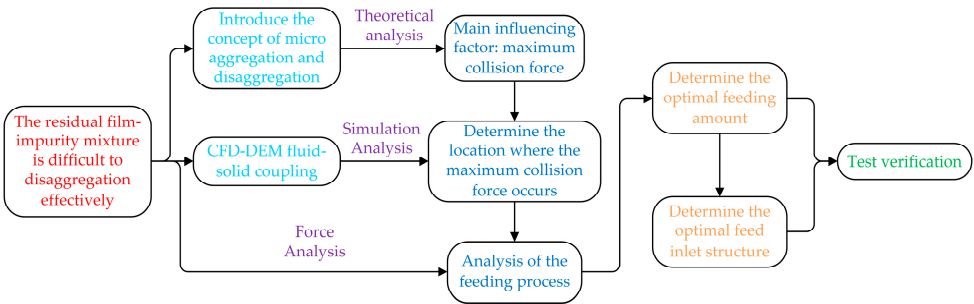 The residual film-
impurity mixture
is difficult to
disaggregation
effectively
Introduce the
concept of micro
aggregation and
disaggregation
Theoretical
analysis
Main influencing
factor: maximum
collision force
CFD-DEM fluid-
solid coupling
Simulation
Analysis
Determine the
location where the
maximum collision
force occurs
Force
Analysis
Analysis of the
feeding process
Determine the
optimal feeding
amount
Determine the
optimal feed
inlet structure
Test verification